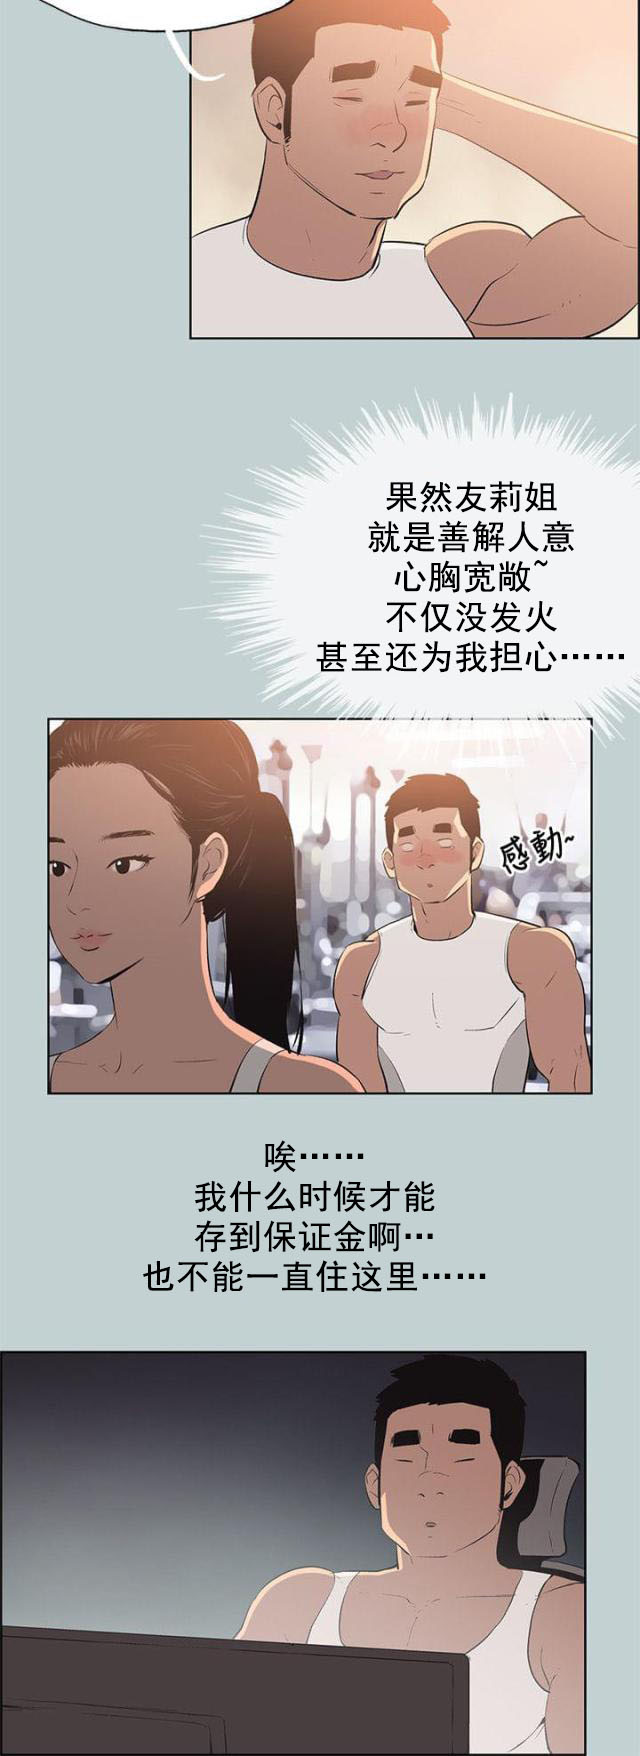 果然友莉姐
就是善解人意
心胸宽敞~
不仅没发火
甚至还为我担心……
感動~
唉……
我什么时候才能
存到保证金啊…
也不能一直住这里……